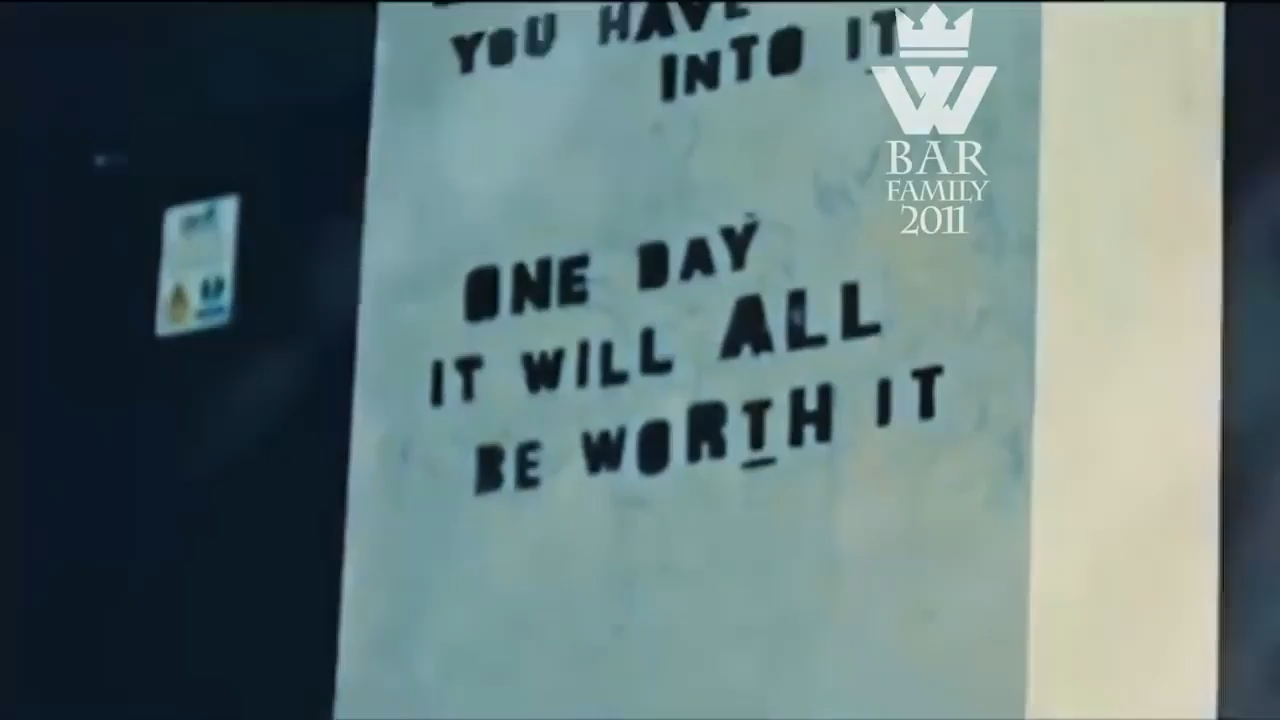 YOU HAVE
INTO IT
ONE DAY
IT WILL ALL
BE WORTH IT
W
BAR
FAMILY
2011